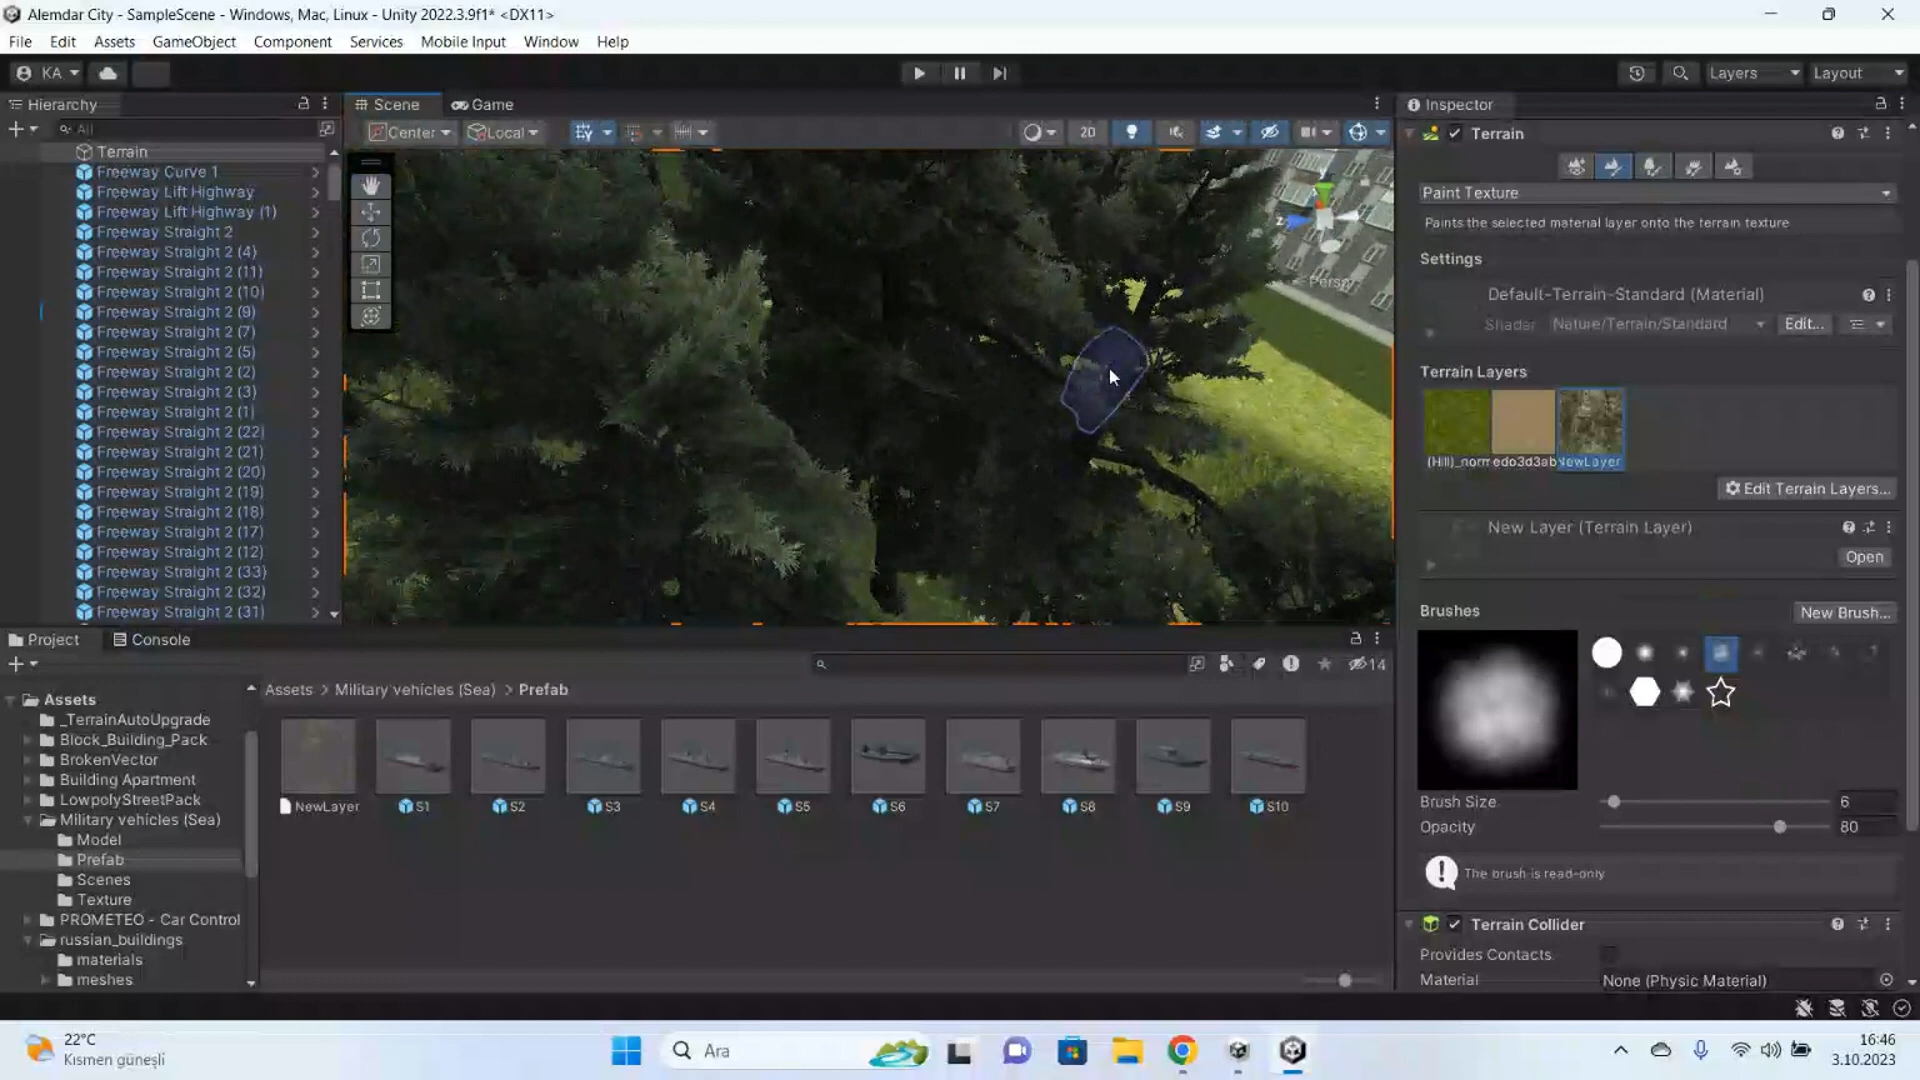 Alemdar City - SampleScene - Windows, Mac, Linux - Unity 2022.3.9f1* <DX11>
File Edit Assets GameObject Component Services Mobile Input Window Help
KA
Layers
Layout
Hierarchy
All
Terrain
Freeway Curve 1
Freeway Lift Highway
Freeway Lift Highway (1)
Freeway Straight 2
Freeway Straight 2 (4)
Freeway Straight 2 (11)
Freeway Straight 2 (10)
Freeway Straight 2 (9)
Freeway Straight 2 (7)
Freeway Straight 2 (5)
Freeway Straight 2 (2)
Freeway Straight 2 (3)
Freeway Straight 2 (1)
Freeway Straight 2 (22)
Freeway Straight 2 (21)
Freeway Straight 2 (20)
Freeway Straight 2 (19)
Freeway Straight 2 (18)
Freeway Straight 2 (17)
Freeway Straight 2 (12)
Freeway Straight 2 (33)
Freeway Straight 2 (32)
Freeway Straight 2 (31)
Scene
Game
Center
Local
2D
z
Persp
Inspector
Terrain
Paint Texture
Paints the selected material layer onto the terrain texture
Settings
Default-Terrain-Standard (Material)
Shader Nature/Terrain/Standard Edit...
Terrain Layers
(Hill)_norm edo3d3ab NewLayer
Edit Terrain Layers...
New Layer (Terrain Layer)
Open
Brushes
New Brush...
Brush Size 6
Opacity 80
The brush is read-only
Terrain Collider
Provides Contacts
Material None (Physic Material)
Project
Console
14
Assets
_TerrainAutoUpgrade
Block_Building_Pack
BrokenVector
Building Apartment
LowpolyStreetPack
Military vehicles (Sea)
Model
Prefab
Scenes
Texture
PROMETEO - Car Control
russian_buildings
materials
meshes
Assets > Military vehicles (Sea) > Prefab
NewLayer S1 S2 S3 S4 S5 S6 S7 S8 S9 S10
22°C
Kısmen güneşli
Ara
16:46
3.10.2023